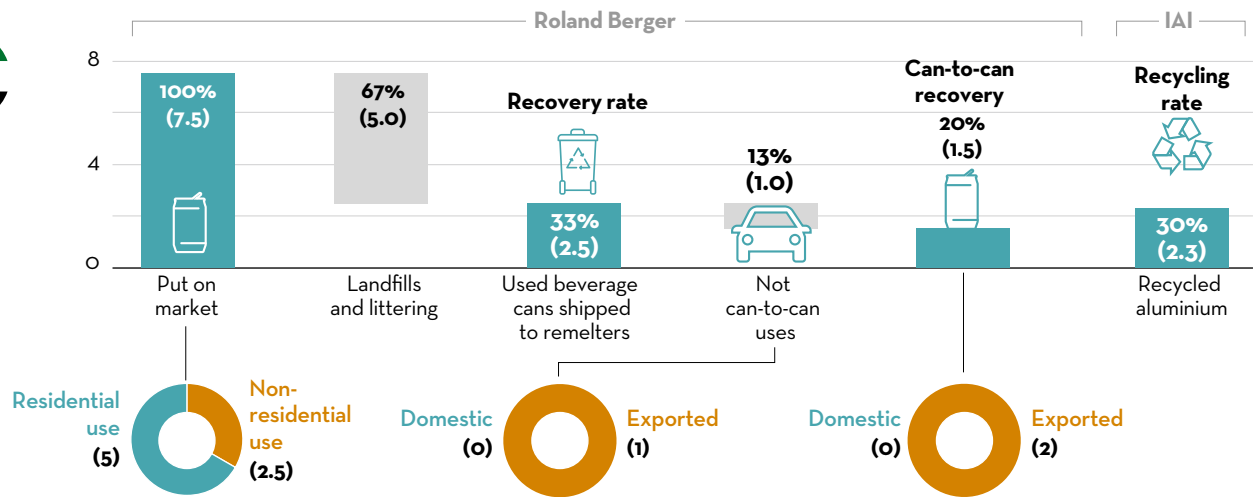 Roland Berger
IAI
8
4
0
100%
(7.5)
67%
(5.0)
Recovery rate
33%
(2.5)
13%
(1.0)
Can-to-can
recovery
20%
(1.5)
Recycling
rate
30%
(2.3)
Put on
market
Landfills
and littering
Used beverage
cans shipped
to remelters
Not
can-to-can
uses
Recycled
aluminium
Residential
use
(5)
Non-
residential
use
(2.5)
Domestic
(0)
Exported
(1)
Domestic
(0)
Exported
(2)